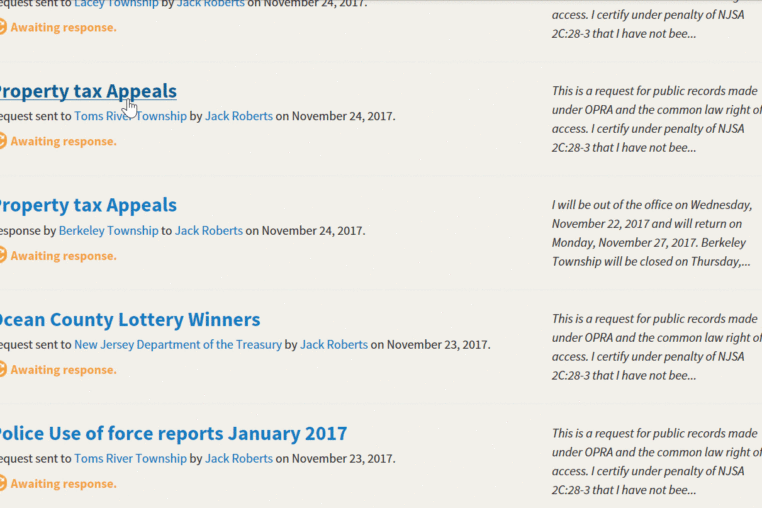 equest sent to Lacey Township by Jack Roberts on November 24, 2017.
Awaiting response.
access. I certify under penalty of NJSA
2C:28-3 that I have not bee...
Property tax Appeals
equest sent to Toms River Township by Jack Roberts on November 24, 2017.
Awaiting response.
This is a request for public records made
under OPRA and the common law right of
access. I certify under penalty of NJSA
2C:28-3 that I have not bee...
Property tax Appeals
esponse by Berkeley Township to Jack Roberts on November 24, 2017.
Awaiting response.
I will be out of the office on Wednesday,
November 22, 2017 and will return on
Monday, November 27, 2017. Berkeley
Township will be closed on Thursday,...
Ocean County Lottery Winners
equest sent to New Jersey Department of the Treasury by Jack Roberts on November 23, 2017.
Awaiting response.
This is a request for public records made
under OPRA and the common law right of
access. I certify under penalty of NJSA
2C:28-3 that I have not bee...
Police Use of force reports January 2017
equest sent to Toms River Township by Jack Roberts on November 23, 2017.
Awaiting response.
This is a request for public records made
under OPRA and the common law right of
access. I certify under penalty of NJSA
2C:28-3 that I have not bee...